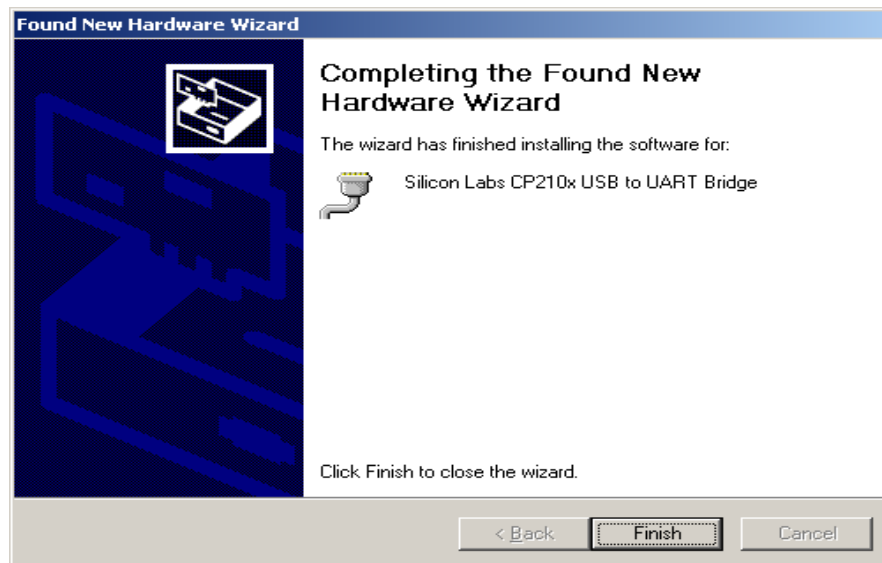 Found New Hardware Wizard
Completing the Found New
Hardware Wizard
The wizard has finished installing the software for:
Silicon Labs CP210x USB to UART Bridge
Click Finish to close the wizard.
< Back
Finish
Cancel